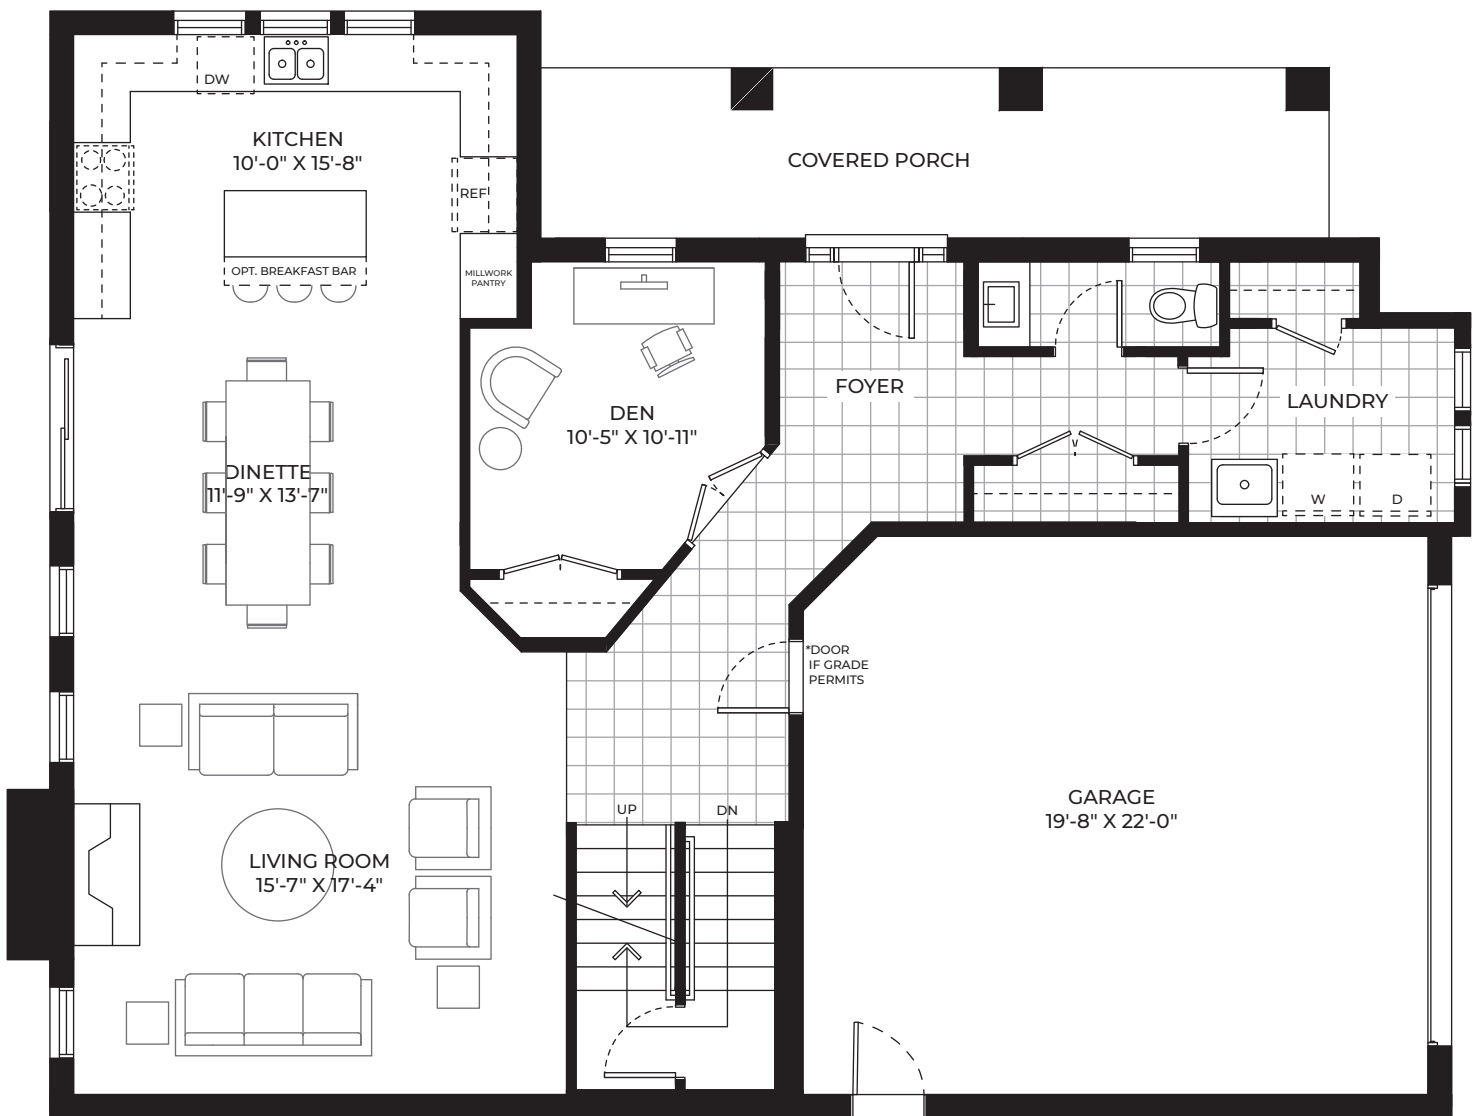 DW
KITCHEN
10'-0" X 15'-8"
REF
OPT. BREAKFAST BAR
MILLWORK
PANTRY
COVERED PORCH
FOYER
LAUNDRY
DEN
10'-5" X 10'-11"
DINETTE
11'-9" X 13'-7"
W
D
*DOOR
IF GRADE
PERMITS
UP
DN
GARAGE
19'-8" X 22'-0"
LIVING ROOM
15'-7" X 17'-4"